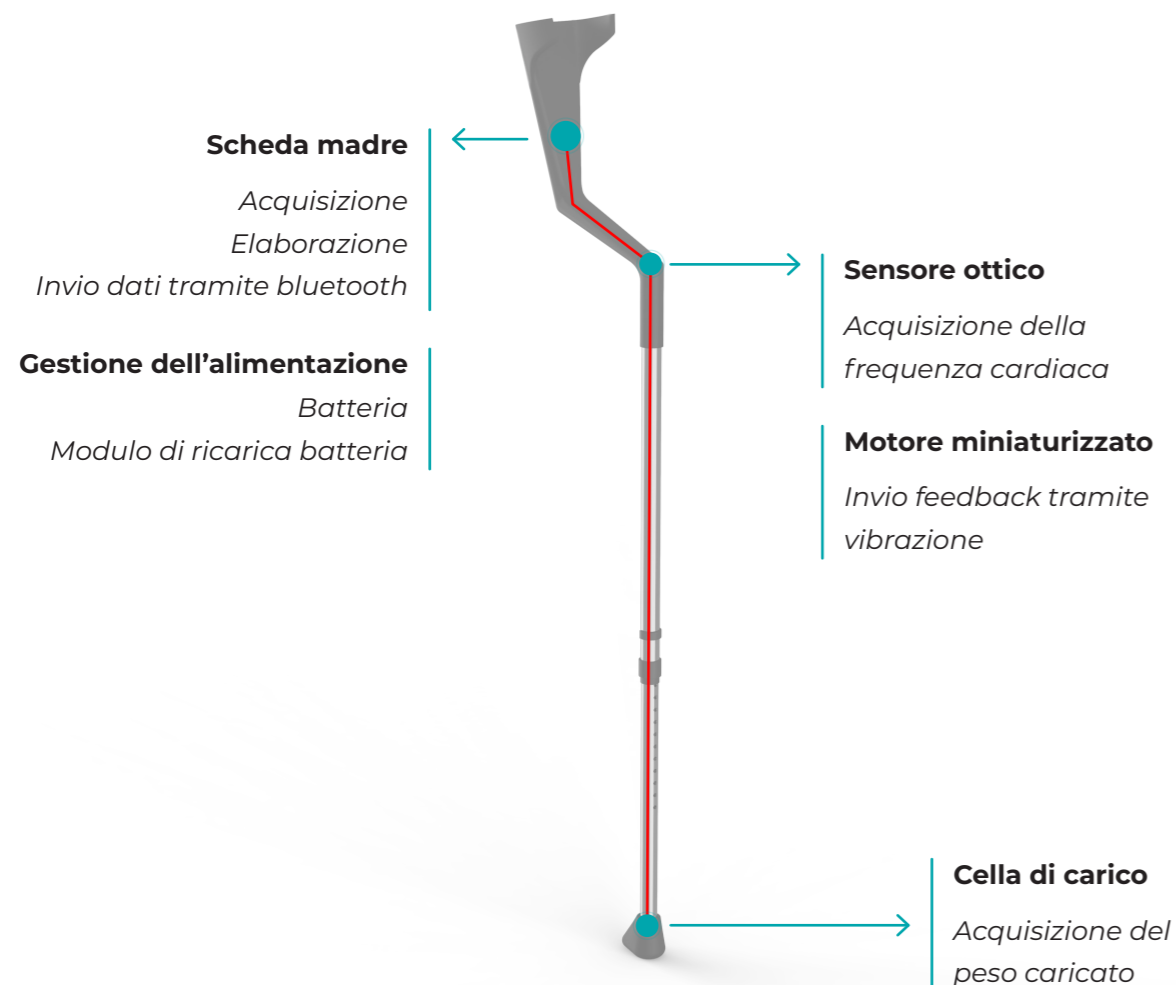 Scheda madre
Acquisizione
Elaborazione
Invio dati tramite bluetooth
Gestione dell’alimentazione
Batteria
Modulo di ricarica batteria
Sensore ottico
Acquisizione della
frequenza cardiaca
Motore miniaturizzato
Invio feedback tramite
vibrazione
Cella di carico
Acquisizione del
peso caricato